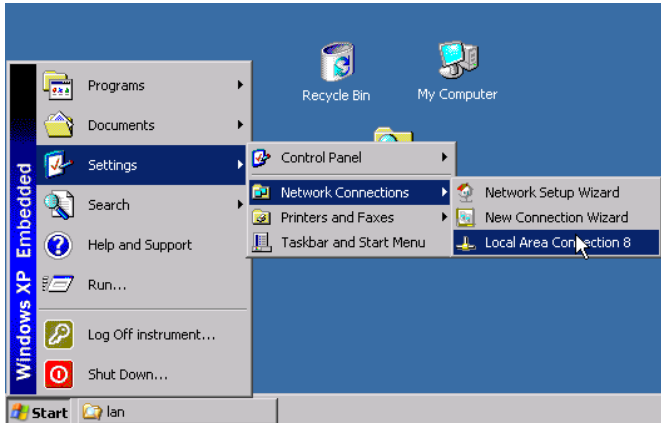 Recycle Bin
My Computer
Programs
Documents
Settings
Search
Help and Support
Run...
Log Off instrument...
Shut Down...
Windows XP Embedded
Control Panel
Network Connections
Printers and Faxes
Taskbar and Start Menu
Network Setup Wizard
New Connection Wizard
Local Area Connection 8
Start
lan